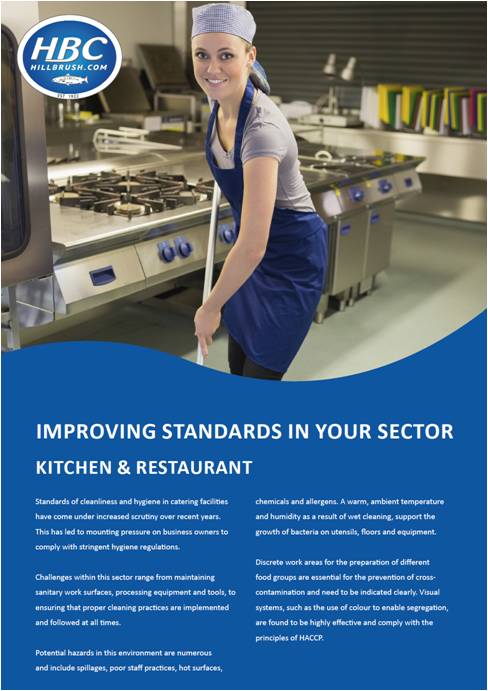 HBC
HILLBRUSH.COM
EST. 1922
IMPROVING STANDARDS IN YOUR SECTOR
KITCHEN & RESTAURANT
Standards of cleanliness and hygiene in catering facilities
have come under increased scrutiny over recent years.
This has led to mounting pressure on business owners to
comply with stringent hygiene regulations.
Challenges within this sector range from maintaining
sanitary work surfaces, processing equipment and tools, to
ensuring that proper cleaning practices are implemented
and followed at all times.
Potential hazards in this environment are numerous
and include spillages, poor staff practices, hot surfaces,
chemicals and allergens. A warm, ambient temperature
and humidity as a result of wet cleaning, support the
growth of bacteria on utensils, floors and equipment.
Discrete work areas for the preparation of different
food groups are essential for the prevention of cross-
contamination and need to be indicated clearly. Visual
systems, such as the use of colour to enable segregation,
are found to be highly effective and comply with the
principles of HACCP.